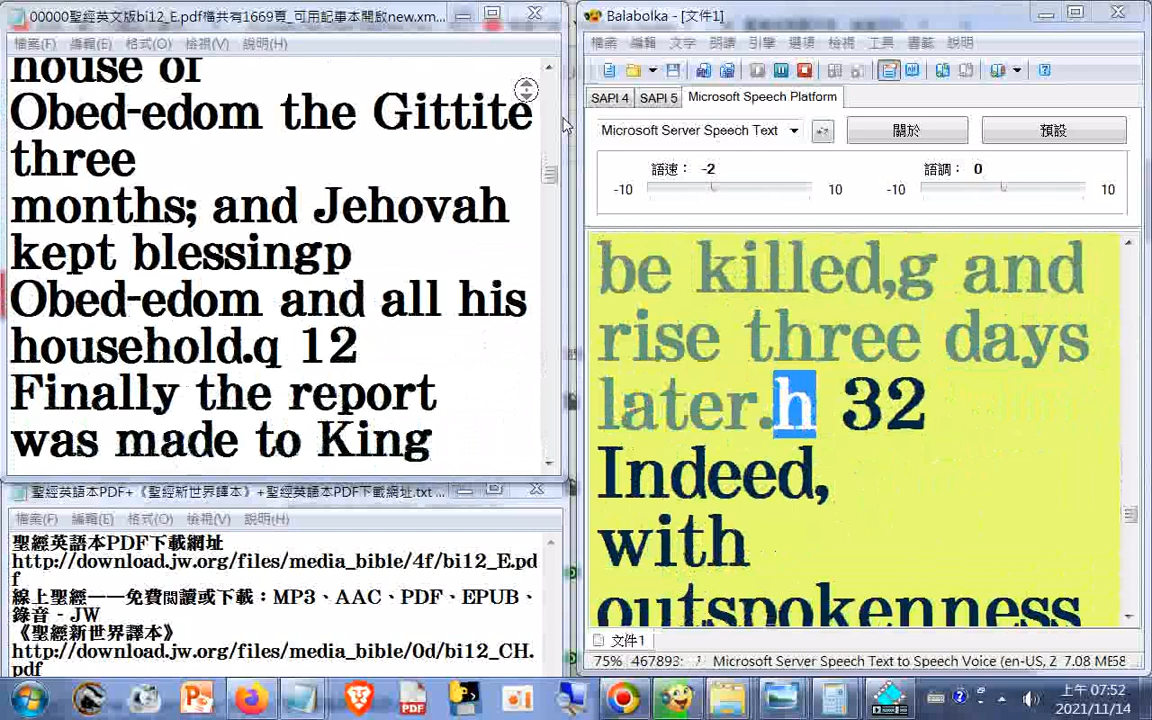 00000聖經英文版bi12_E.pdf檔共有1669頁_可用記事本開啟new.xm...
檔案(F) 編輯(E) 格式(O) 檢視(V) 說明(H)
house of
Obed-edom the Gittite
three
months; and Jehovah
kept blessingp
Obed-edom and all his
household.q 12
Finally the report
was made to King
聖經英語本PDF+《聖經新世界譯本》+聖經英語本PDF下載網址.txt ...
檔案(F) 編輯(E) 格式(O) 檢視(V) 說明(H)
聖經英語本PDF下載網址
http://download.jw.org/files/media_bible/4f/bi12_E.pd
f
線上聖經——免費閱讀或下載：MP3、AAC、PDF、EPUB、
錄音 - JW
《聖經新世界譯本》
http://download.jw.org/files/media_bible/0d/bi12_CH.
pdf
Balabolka - [文件1]
檔案 編輯 文字 朗讀 引擎 選項 檢視 工具 書籤 說明
SAPI 4 SAPI 5 Microsoft Speech Platform
Microsoft Server Speech Text 關於 預設
語速： -2 語調： 0
-10 10 -10 10
be killed,g and
rise three days
later.h 32
Indeed,
with
outspokenness
文件1
75% 467893: Microsoft Server Speech Text to Speech Voice (en-US, Z 7.08 ME58
上午 07:52
2021/11/14